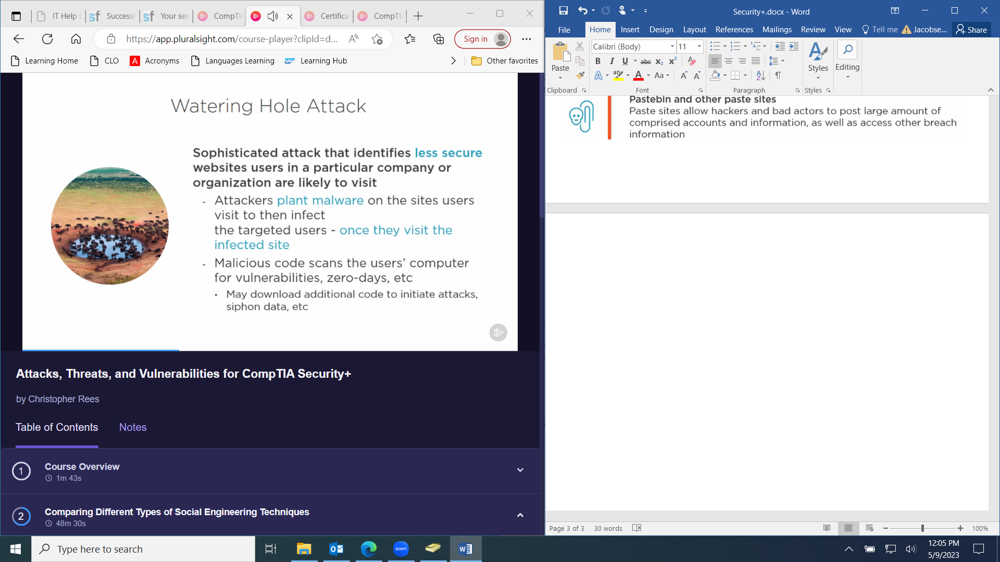 IT Help
SuccessF
Your ses
CompTIA
Certifica
CompTIA
https://app.pluralsight.com/course-player?clipId=d...
Sign in
Learning Home
CLO
A
Acronyms
Languages Learning
SAP
Learning Hub
Other favorites
Watering Hole Attack
Sophisticated attack that identifies less secure
websites users in a particular company or
organization are likely to visit
- Attackers plant malware on the sites users
visit to then infect
the targeted users - once they visit the
infected site
- Malicious code scans the users' computer
for vulnerabilities, zero-days, etc
• May download additional code to initiate attacks,
siphon data, etc
Attacks, Threats, and Vulnerabilities for CompTIA Security+
by Christopher Rees
Table of Contents
Notes
1
Course Overview
1m 43s
2
Comparing Different Types of Social Engineering Techniques
48m 30s
Security+.docx - Word
File
Home
Insert
Design
Layout
References
Mailings
Review
View
Tell me
Jacobse...
Share
Paste
Calibri (Body)
11
B I U abc X₂ X²
A
A
Aa
A
A
Styles
Editing
Clipboard
Font
Paragraph
Styles
Pastebin and other paste sites
Paste sites allow hackers and bad actors to post large amount of
comprised accounts and information, as well as access other breach
information
Page 3 of 3
30 words
100%
Type here to search
zoom
12:05 PM
5/9/2023